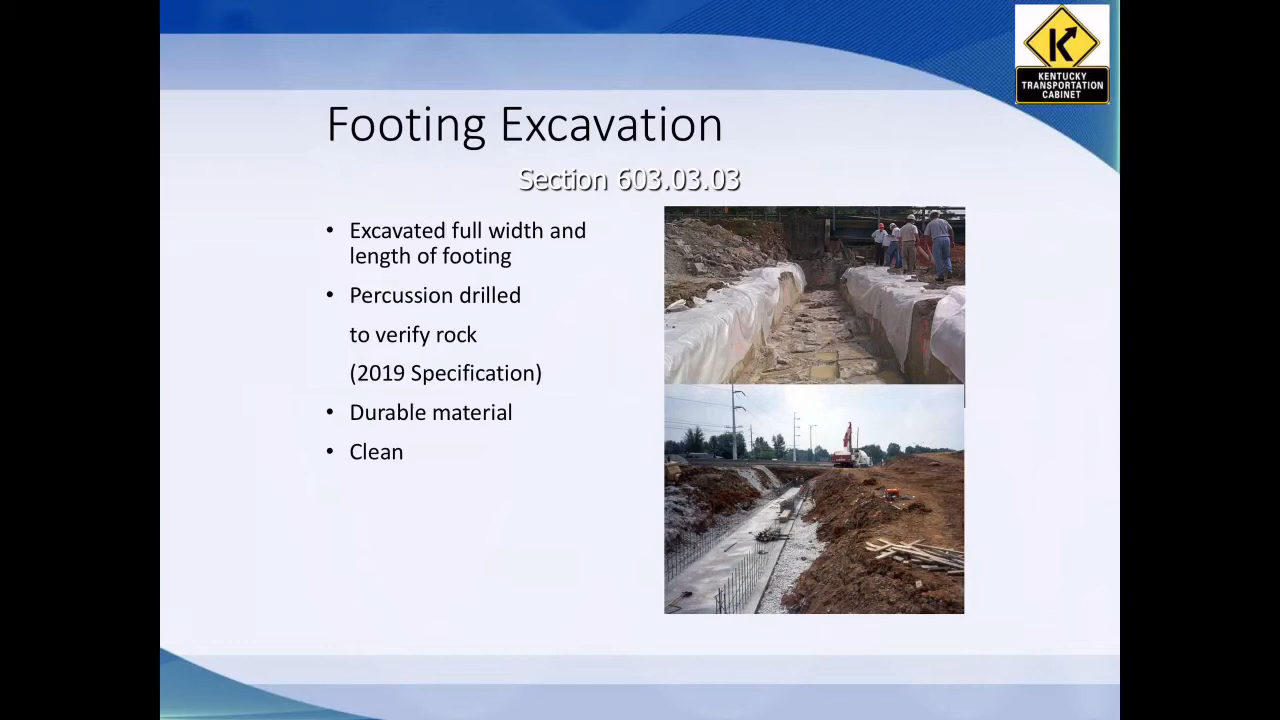 KENTUCKY
TRANSPORTATION
CABINET
Footing Excavation
Section 603.03.03
• Excavated full width and
length of footing
• Percussion drilled
to verify rock
(2019 Specification)
• Durable material
• Clean